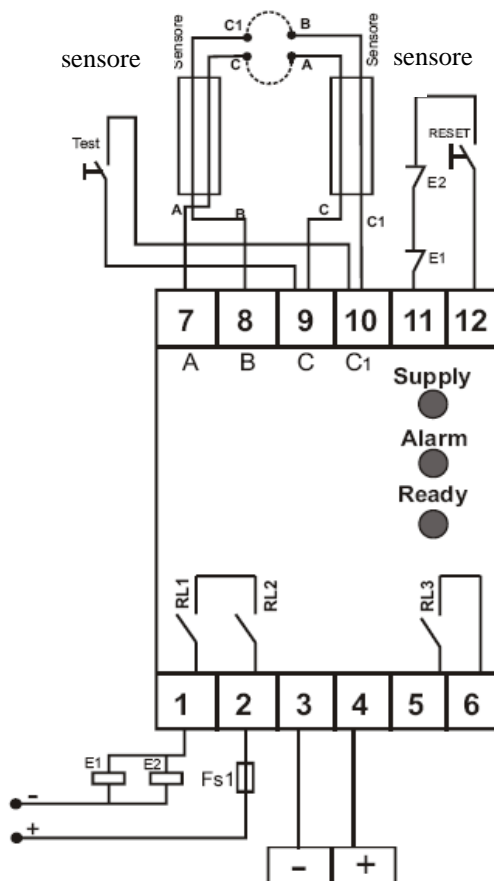 C1 B
Sensore Sensore
sensore sensore
C A
Test
RESET
E2
A B C C1
E1
7 8 9 10 11 12
A B C C1
Supply
Alarm
Ready
RL1 RL2 RL3
1 2 3 4 5 6
E1 E2
Fs1
-
+
- +